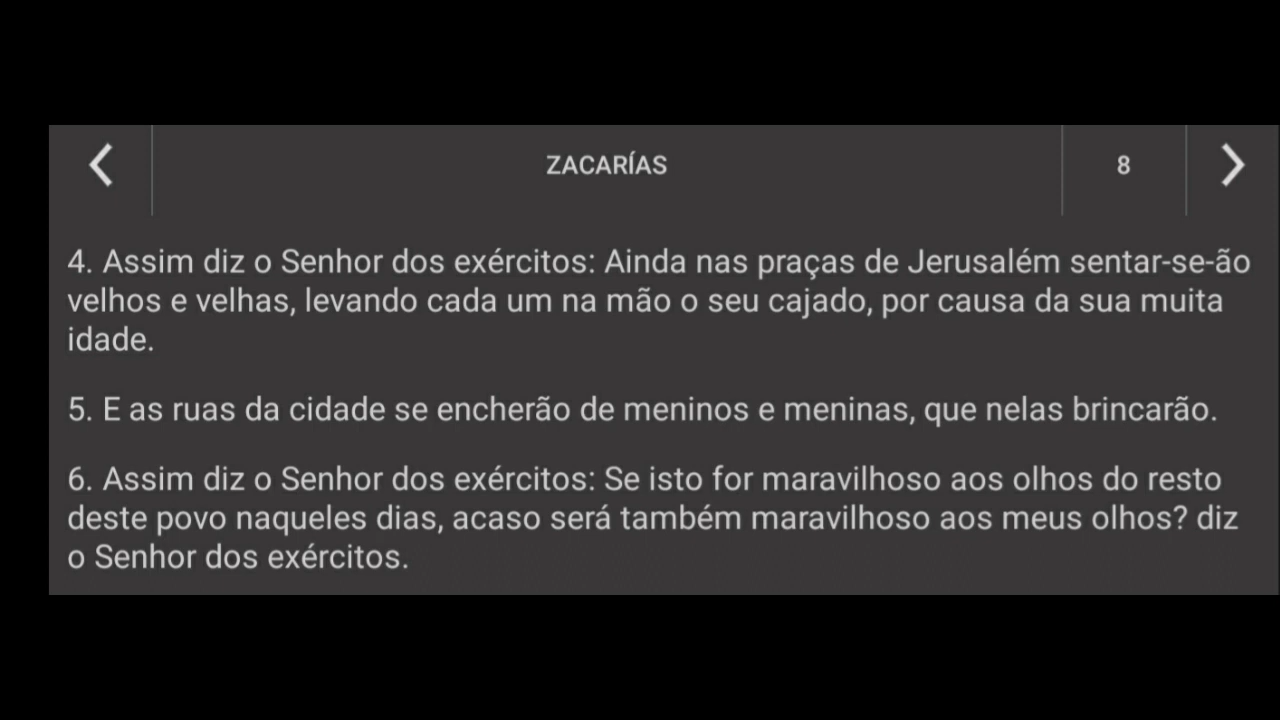 ZACARÍAS 8
4. Assim diz o Senhor dos exércitos: Ainda nas praças de Jerusalém sentar-se-ão
velhos e velhas, levando cada um na mão o seu cajado, por causa da sua muita
idade.
5. E as ruas da cidade se encherão de meninos e meninas, que nelas brincarão.
6. Assim diz o Senhor dos exércitos: Se isto for maravilhoso aos olhos do resto
deste povo naqueles dias, acaso será também maravilhoso aos meus olhos? diz
o Senhor dos exércitos.